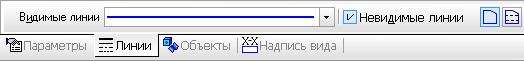 Видимые линии Невидимые линии
Параметры Линии Объекты X-X Надпись вида